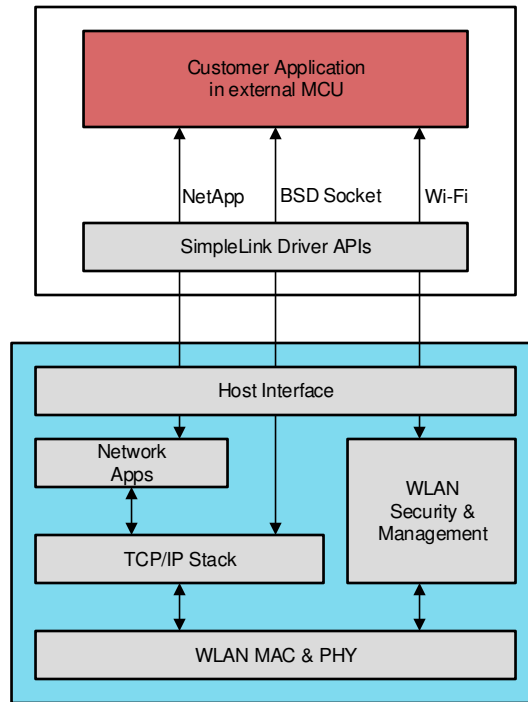 Customer Application
in external MCU
NetApp
BSD Socket
Wi-Fi
SimpleLink Driver APIs
Host Interface
Network
Apps
WLAN
Security &
Management
TCP/IP Stack
WLAN MAC & PHY